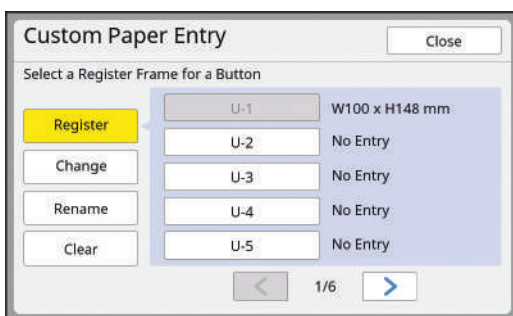 Custom Paper Entry
Close
Select a Register Frame for a Button
Register
Change
Rename
Clear
U-1 W100 x H148 mm
U-2 No Entry
U-3 No Entry
U-4 No Entry
U-5 No Entry
1/6